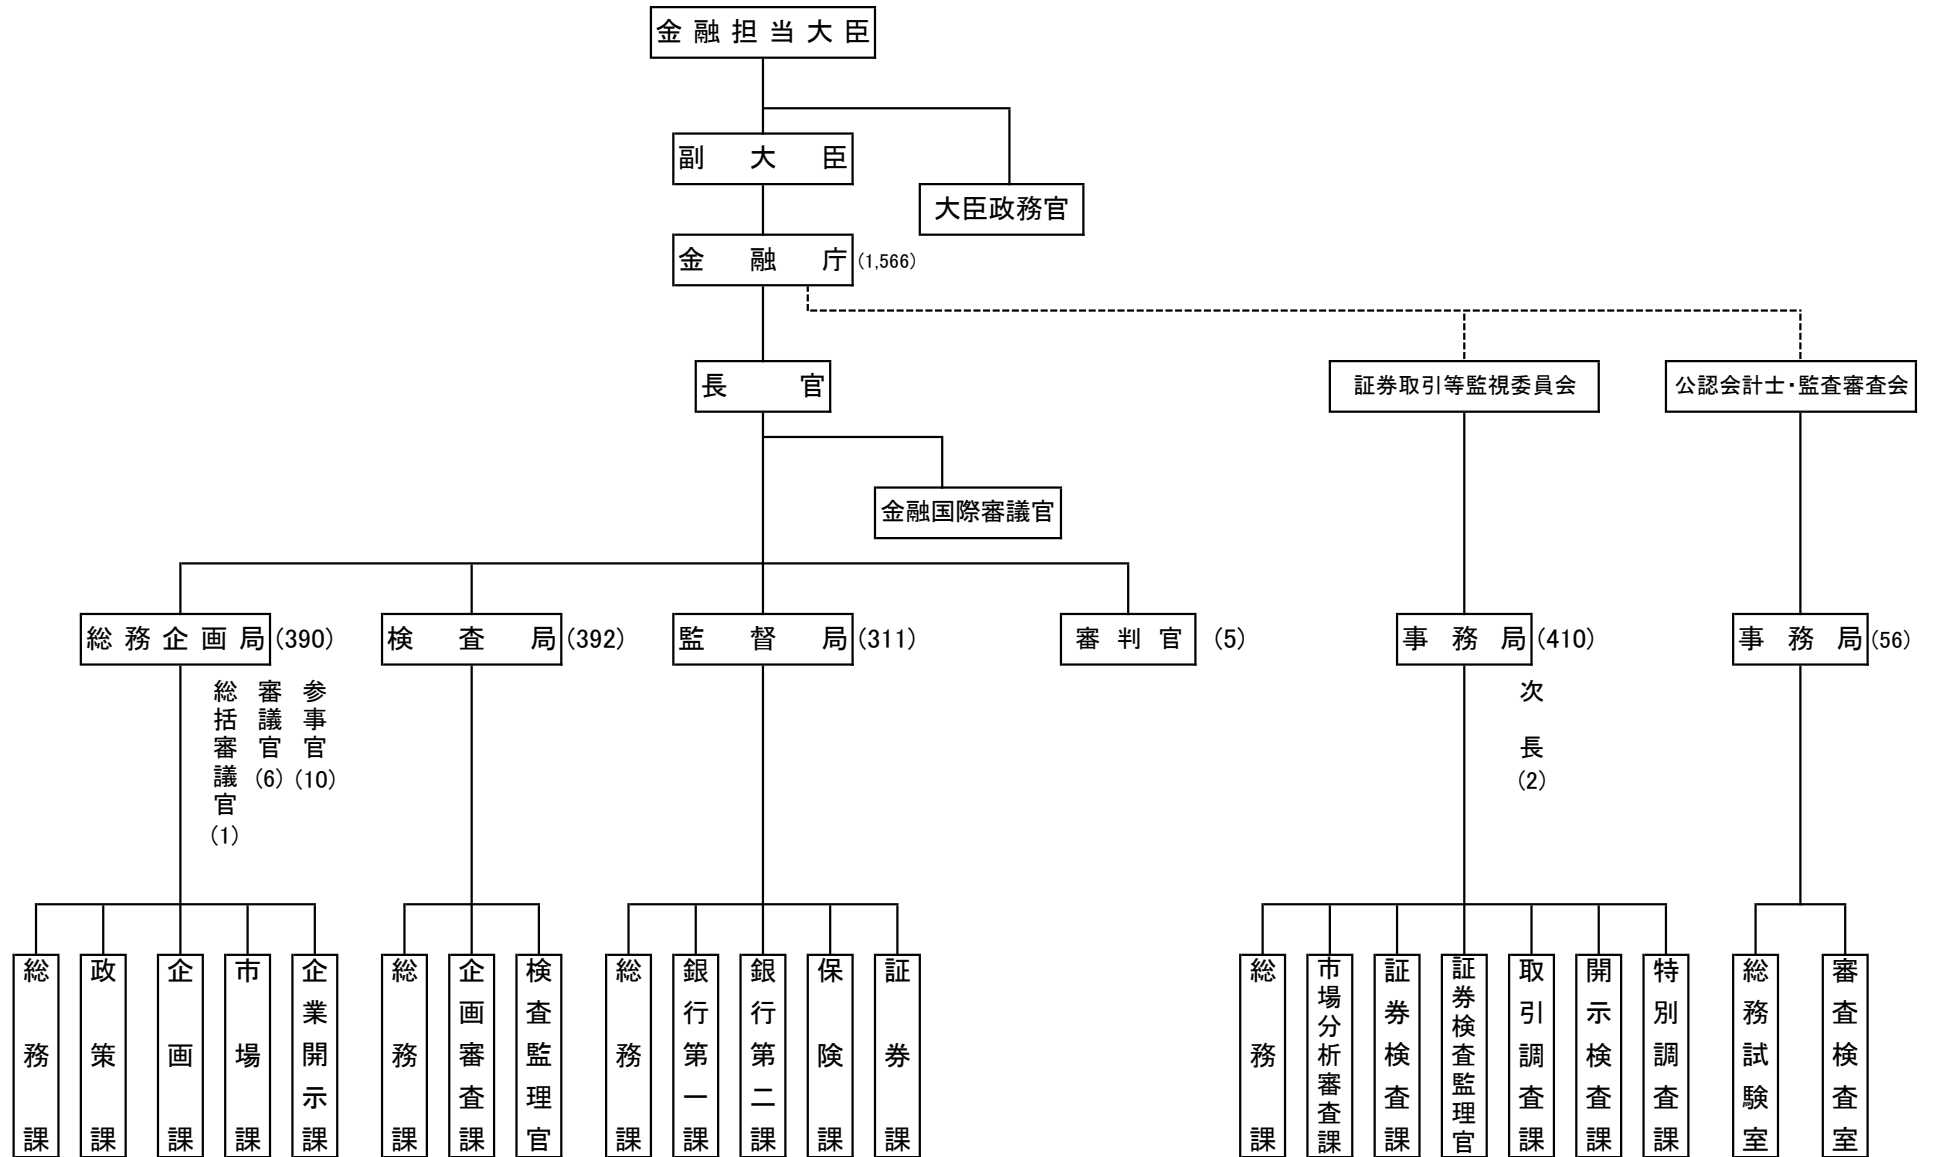 金融担当大臣
副大臣
大臣政務官
金融庁 (1,566)
長官
証券取引等監視委員会
公認会計士・監査審査会
金融国際審議官
総務企画局 (390)
検査局 (392)
監督局 (311)
審判官 (5)
事務局 (410)
事務局 (56)
総括審議官 (1)
審議官 (6)
参事官 (10)
次長 (2)
総務課
政策課
企画課
市場課
企業開示課
総務課
企画審査課
検査監理官
総務課
銀行第一課
銀行第二課
保険課
証券課
総務課
市場分析審査課
証券検査課
証券検査監理官
取引調査課
開示検査課
特別調査課
総務試験室
審査検査室